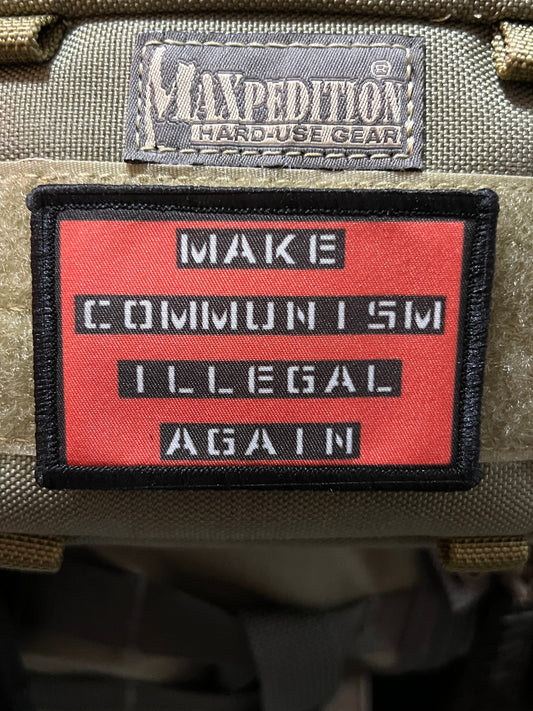 MAXPEDITION®
HARD-USE GEAR
MAKE
COMMUNISM
ILLEGAL
AGAIN